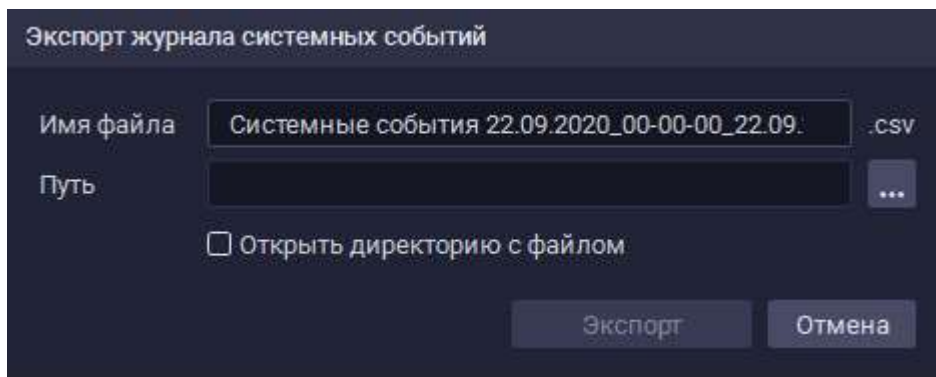 Экспорт журнала системных событий
Имя файла Системные события 22.09.2020_00-00-00_22.09. .csv
Путь ...
Открыть директорию с файлом
Экспорт Отмена